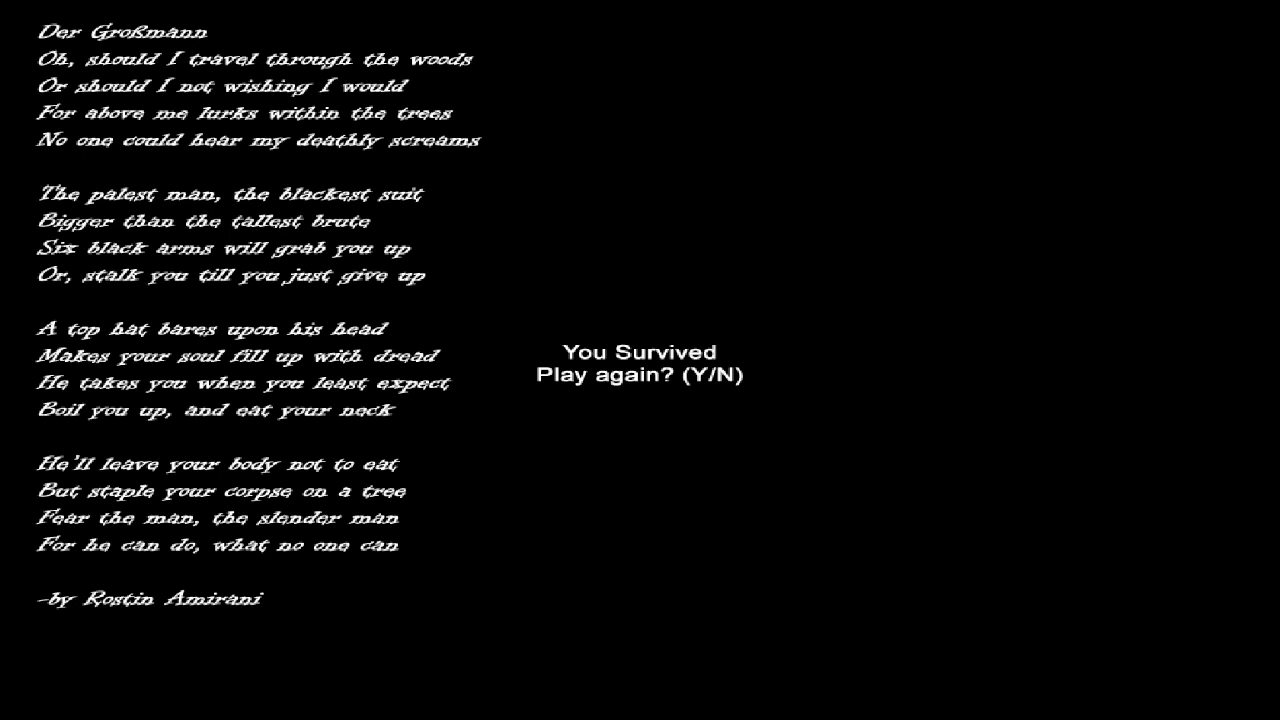 Der Großmann
Oh, should I travel through the woods
Or should I not wishing I would
For above me lurks within the trees
No one could hear my deathly screams
The palest man, the blackest suit
Bigger than the tallest brute
Six black arms will grab you up
Or, stalk you till you just give up
A top hat bares upon his head
Makes your soul fill up with dread
He takes you when you least expect
Boil you up, and eat your neck
He'll leave your body not to eat
But staple your corpse on a tree
Fear the man, the slender man
For he can do, what no one can
-by Rostin Amirani
You Survived
Play again? (Y/N)